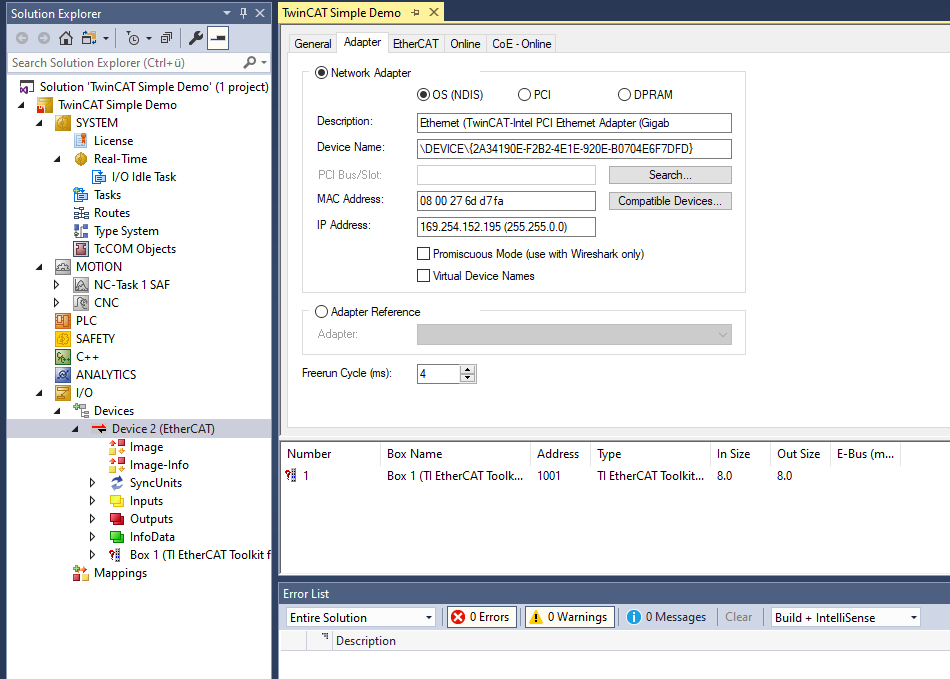 Solution Explorer
Search Solution Explorer (Ctrl+ü)
Solution 'TwinCAT Simple Demo' (1 project)
TwinCAT Simple Demo
SYSTEM
License
Real-Time
I/O Idle Task
Tasks
Routes
Type System
TcCOM Objects
MOTION
NC-Task 1 SAF
CNC
PLC
SAFETY
C++
ANALYTICS
I/O
Devices
Device 2 (EtherCAT)
Image
Image-Info
SyncUnits
Inputs
Outputs
InfoData
Box 1 (TI EtherCAT Toolkit f
Mappings
TwinCAT Simple Demo
General Adapter EtherCAT Online CoE - Online
Network Adapter
OS (NDIS) PCI DPRAM
Description: Ethernet (TwinCAT-Intel PCI Ethernet Adapter (Gigab
Device Name: \DEVICE\{2A34190E-F2B2-4E1E-920E-B0704E6F7DFD}
PCI Bus/Slot: Search...
MAC Address: 08 00 27 6d d7 fa Compatible Devices...
IP Address: 169.254.152.195 (255.255.0.0)
Promiscuous Mode (use with Wireshark only)
Virtual Device Names
Adapter Reference
Adapter:
Freerun Cycle (ms): 4
Number Box Name Address Type In Size Out Size E-Bus (m...
1 Box 1 (TI EtherCAT Toolk... 1001 TI EtherCAT Toolkit... 8.0 8.0
Error List
Entire Solution 0 Errors 0 Warnings 0 Messages Clear Build + IntelliSense
Description